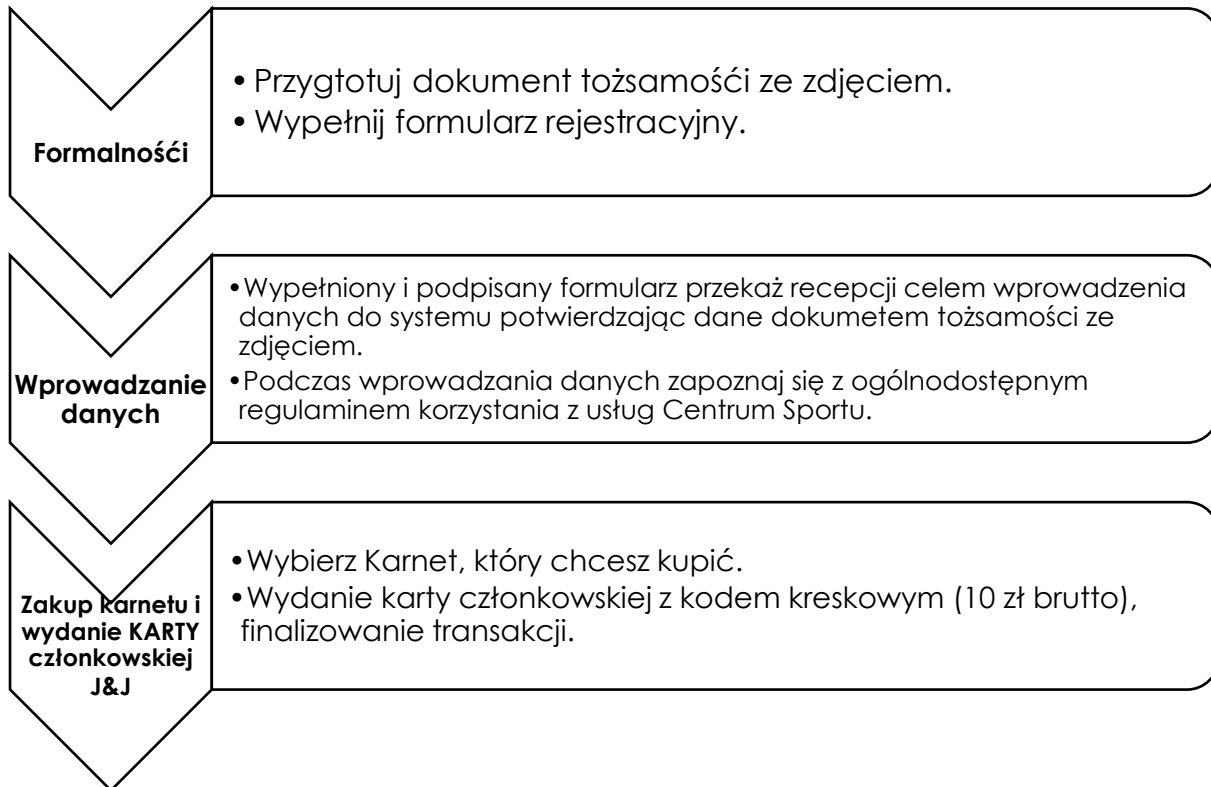 Formalnośći
• Przygtotuj dokument tożsamośći ze zdjęciem.
• Wypełnij formularz rejestracyjny.
Wprowadzanie
danych
•Wypełniony i podpisany formularz przekaż recepcji celem wprowadzenia
danych do systemu potwierdzając dane dokumetem tożsamości ze
zdjęciem.
•Podczas wprowadzania danych zapoznaj się z ogólnodostępnym
regulaminem korzystania z usług Centrum Sportu.
Zakup karnetu i
wydanie KARTY
członkowskiej
J&J
•Wybierz Karnet, który chcesz kupić.
•Wydanie karty członkowskiej z kodem kreskowym (10 zł brutto),
finalizowanie transakcji.